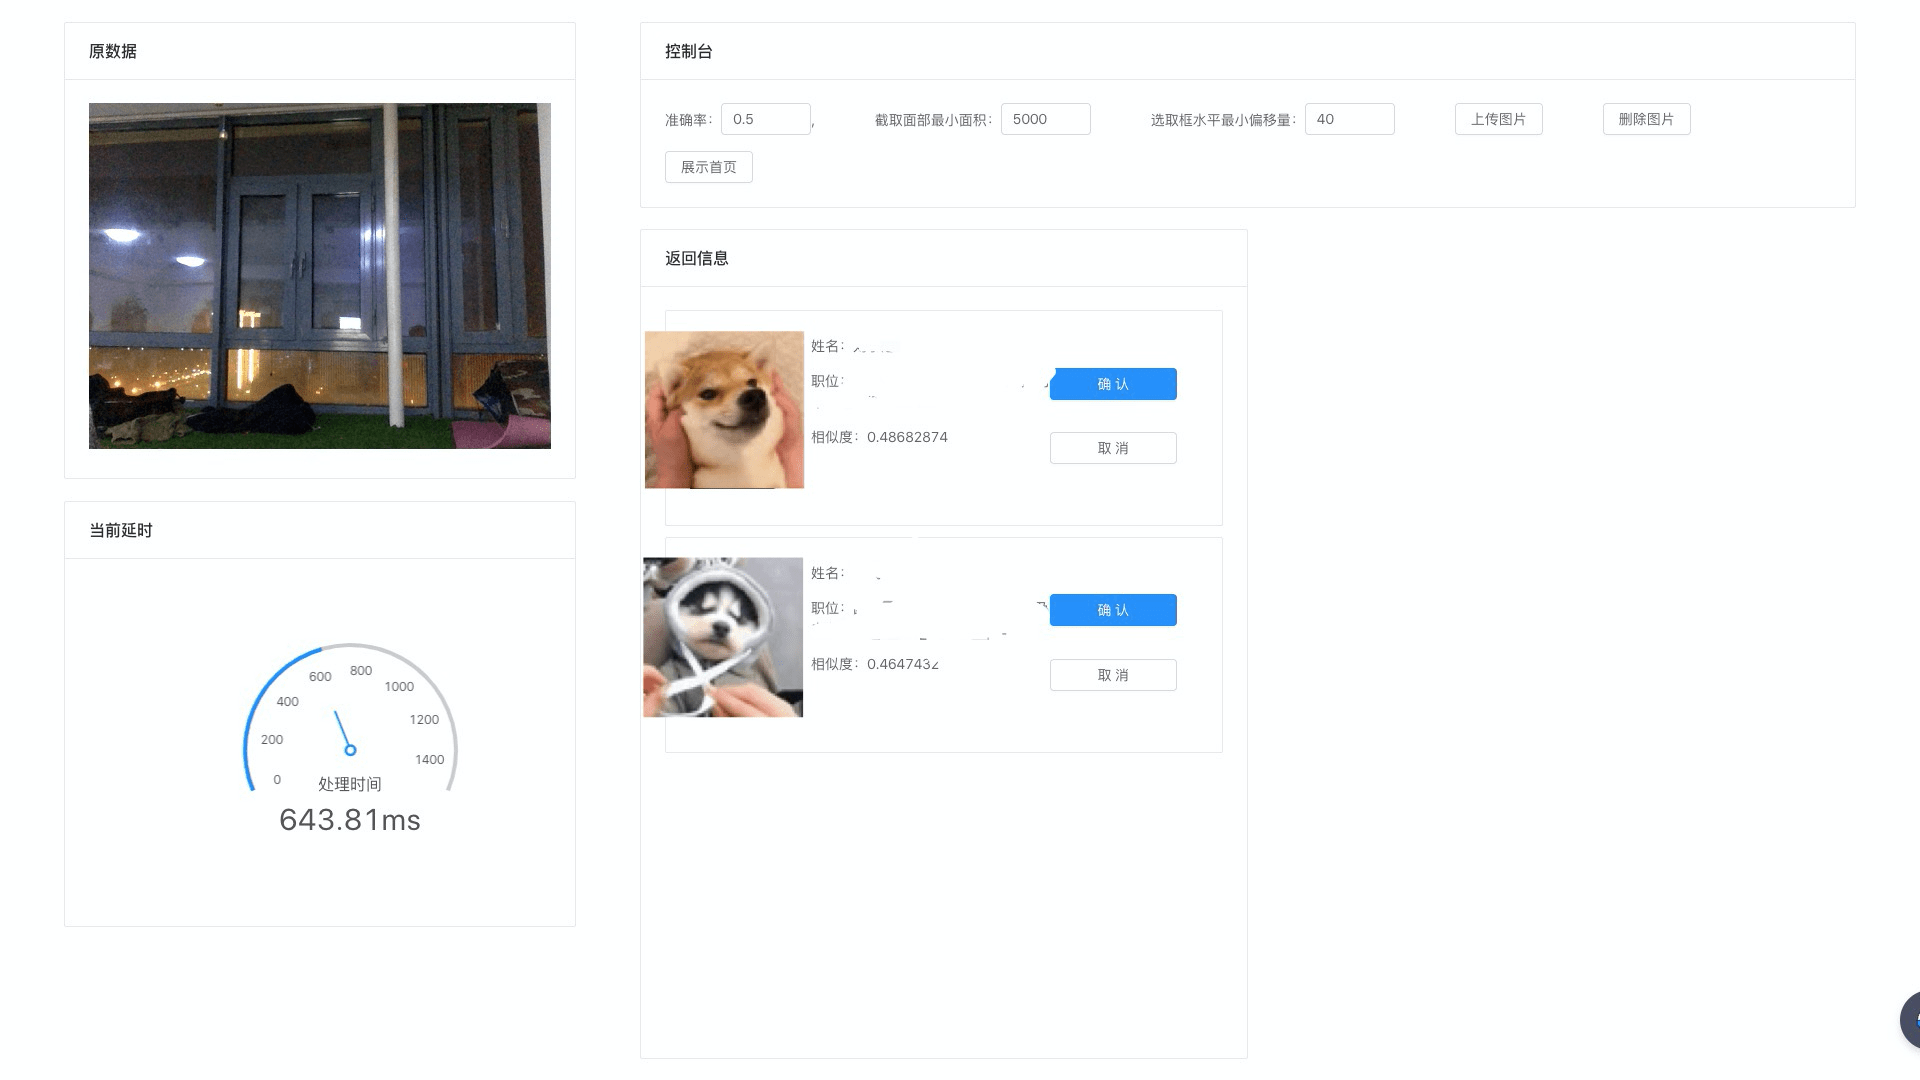 原数据
控制台
准确率: 0.5 , 截取面部最小面积: 5000 选取框水平最小偏移量: 40 上传图片 删除图片
展示首页
返回信息
姓名:
职位:
确 认
相似度: 0.48682874
取 消
姓名:
职位:
确 认
相似度: 0.4647432
取 消
当前延时
0
200
400
600
800
1000
1200
1400
处理时间
643.81ms